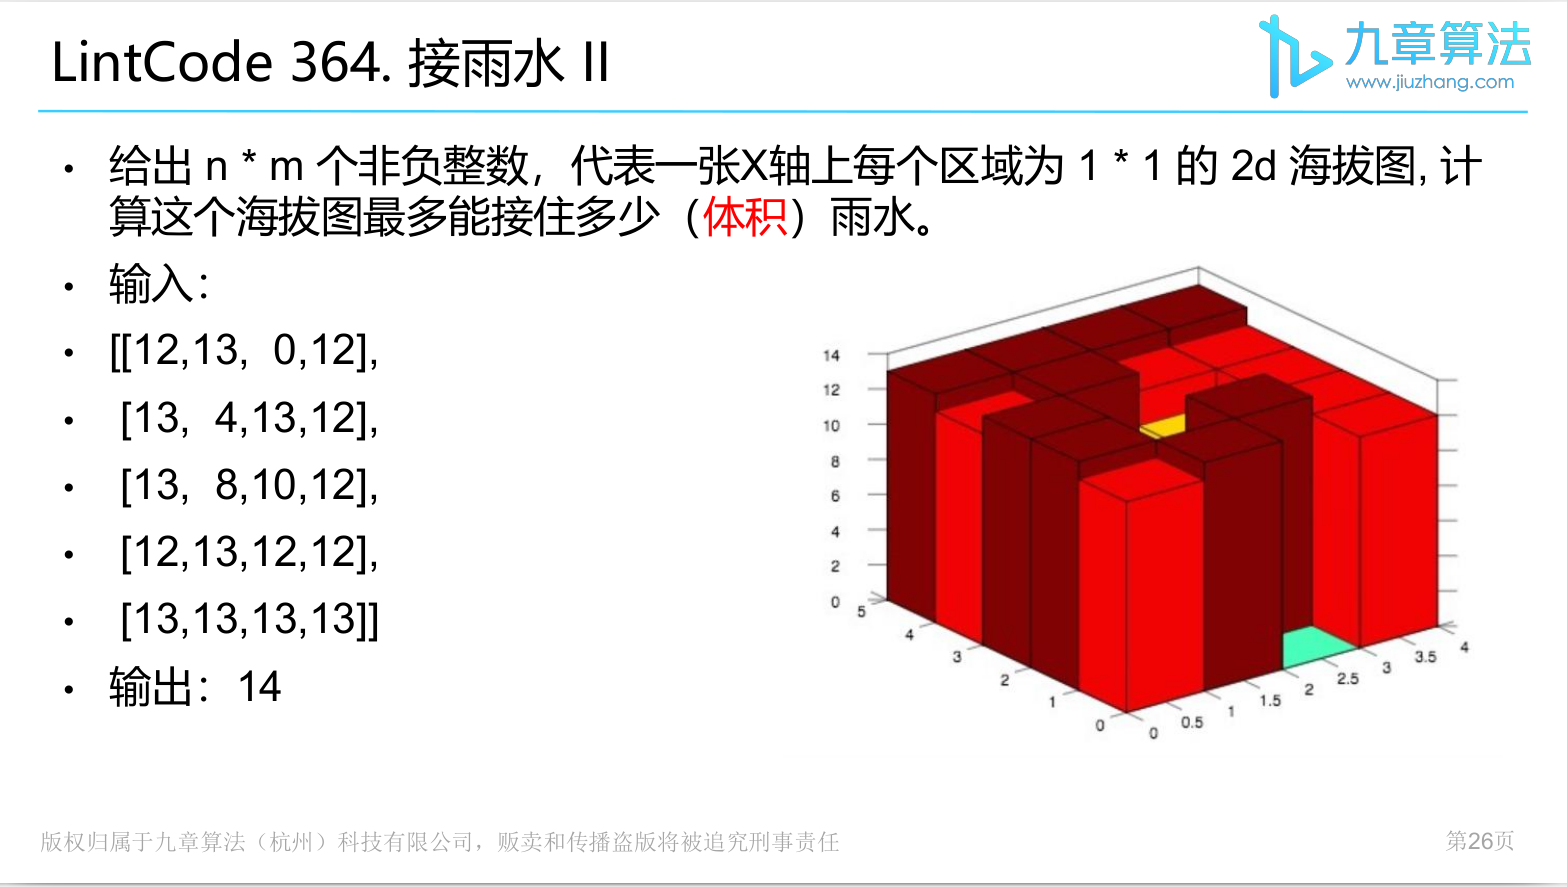 LintCode 364. 接雨水 II
九章算法
www.jiuzhang.com
• 给出 n * m 个非负整数，代表一张X轴上每个区域为 1 * 1 的 2d 海拔图, 计
算这个海拔图最多能接住多少（体积）雨水。
• 输入：
• [[12,13, 0,12],
• [13, 4,13,12],
• [13, 8,10,12],
• [12,13,12,12],
• [13,13,13,13]]
• 输出：14
14
12
10
8
6
4
2
0
5
4
3
2
1
0
0
0.5
1
1.5
2
2.5
3
3.5
4
版权归属于九章算法（杭州）科技有限公司，贩卖和传播盗版将被追究刑事责任
第26页